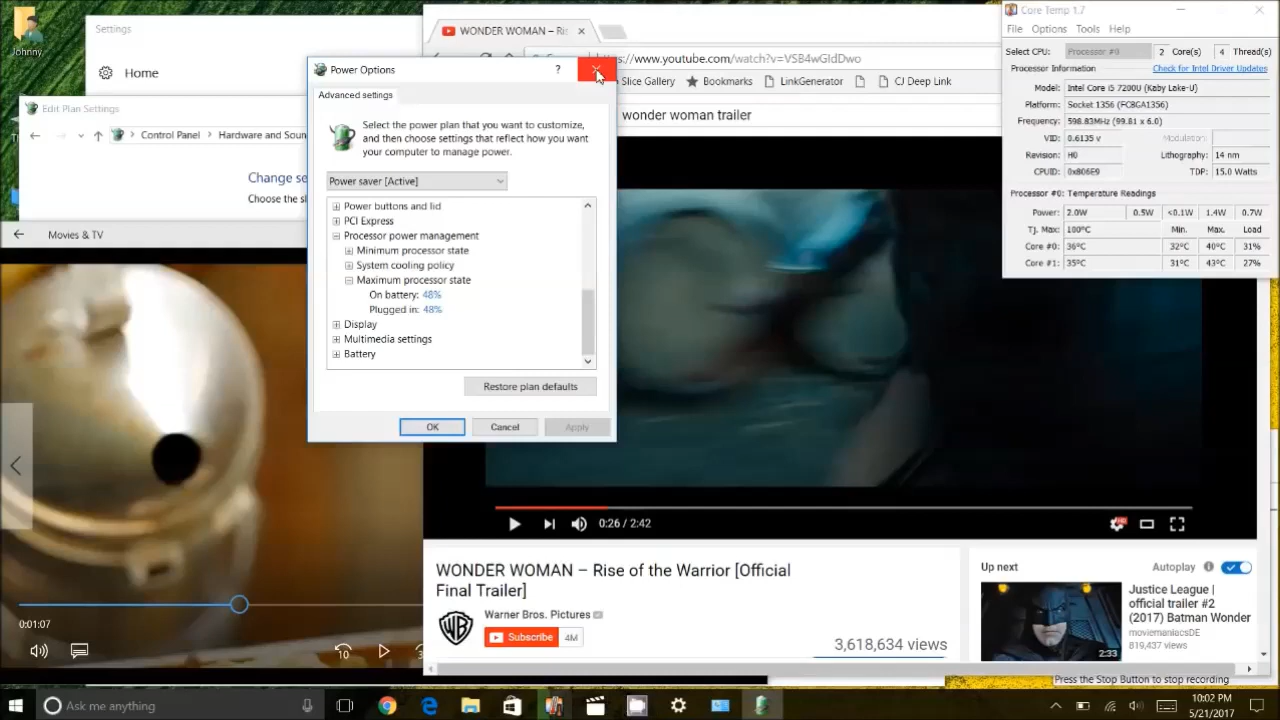 Johnny
Settings
Home
Edit Plan Settings
Control Panel
Hardware and Soun
Change se
Choose the sl
Movies & TV
0:01:07
10
Power Options
?
Advanced settings
Select the power plan that you want to customize,
and then choose settings that reflect how you want
your computer to manage power.
Power saver [Active]
Power buttons and lid
PCI Express
Processor power management
Minimum processor state
System cooling policy
Maximum processor state
On battery: 48%
Plugged in: 48%
Display
Multimedia settings
Battery
Restore plan defaults
OK
Cancel
Apply
WONDER WOMAN – Ri
https://www.youtube.com/watch?v=VSB4wGIdDwo
Slice Gallery
Bookmarks
LinkGenerator
CJ Deep Link
wonder woman trailer
0:26 / 2:42
WONDER WOMAN – Rise of the Warrior [Official
Final Trailer]
WB
Warner Bros. Pictures
Subscribe
4M
3,618,634 views
Up next
Autoplay
Justice League |
official trailer #2
(2017) Batman Wonder
moviemaniacsDE
819,437 views
2:33
Core Temp 1.7
File Options Tools Help
Select CPU: Processor #0 2 Core(s) 4 Thread(s)
Processor Information
Check for Intel Driver Updates
Model: Intel Core i5 7200U (Kaby Lake-U)
Platform: Socket 1356 (FCBGA1356)
Frequency: 598.83MHz (99.81 x 6.0)
VID: 0.6135 v Modulation:
Revision: H0 Lithography: 14 nm
CPUID: 0x806E9 TDP: 15.0 Watts
Processor #0: Temperature Readings
Power: 2.0W 0.5W <0.1W 1.4W 0.7W
Tj. Max: 100°C Min. Max. Load
Core #0: 36°C 32°C 40°C 31%
Core #1: 35°C 31°C 43°C 27%
Press the Stop Button to stop recording
Ask me anything
10:02 PM
5/21/2017